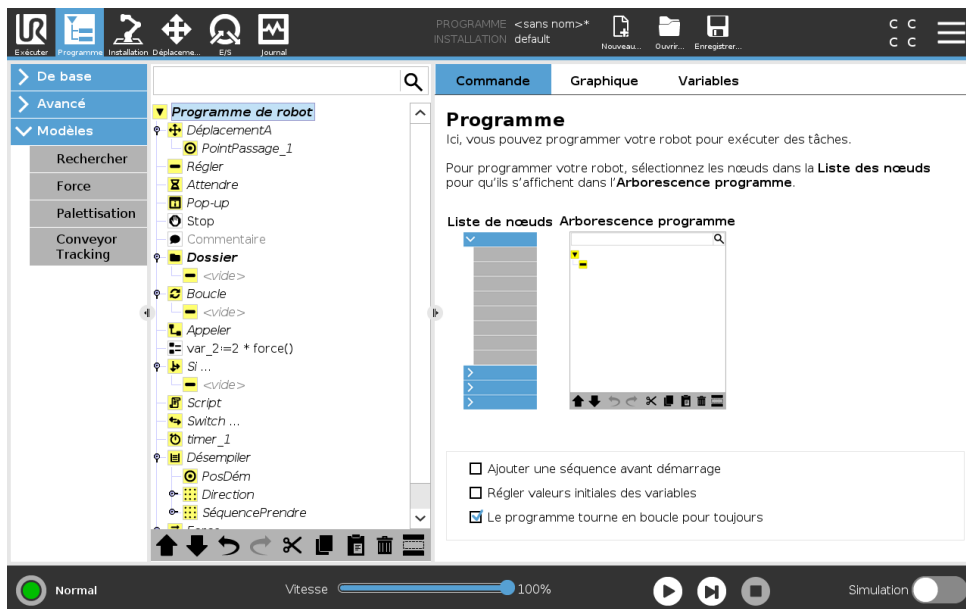 PROGRAMME <sans nom>*
INSTALLATION default
Exécuter
Programme
Installation
Déplaceme...
E/S
Journal
Nouveau...
Ouvrir...
Enregistrer...
C C
C C
De base
Avancé
Modèles
Rechercher
Force
Palettisation
Conveyor
Tracking
Programme de robot
DéplacementA
PointPassage_1
Régler
Attendre
Pop-up
Stop
Commentaire
Dossier
<vide>
Boucle
<vide>
Appeler
var_2:=2 * force()
Si ...
<vide>
Script
Switch ...
timer_1
Désempiler
PosDém
Direction
SéquencePrendre
Commande
Graphique
Variables
Programme
Ici, vous pouvez programmer votre robot pour exécuter des tâches.
Pour programmer votre robot, sélectionnez les nœuds dans la Liste des nœuds
pour qu'ils s'affichent dans l'Arborescence programme.
Liste de nœuds
Arborescence programme
Ajouter une séquence avant démarrage
Régler valeurs initiales des variables
Le programme tourne en boucle pour toujours
Normal
Vitesse
100%
Simulation